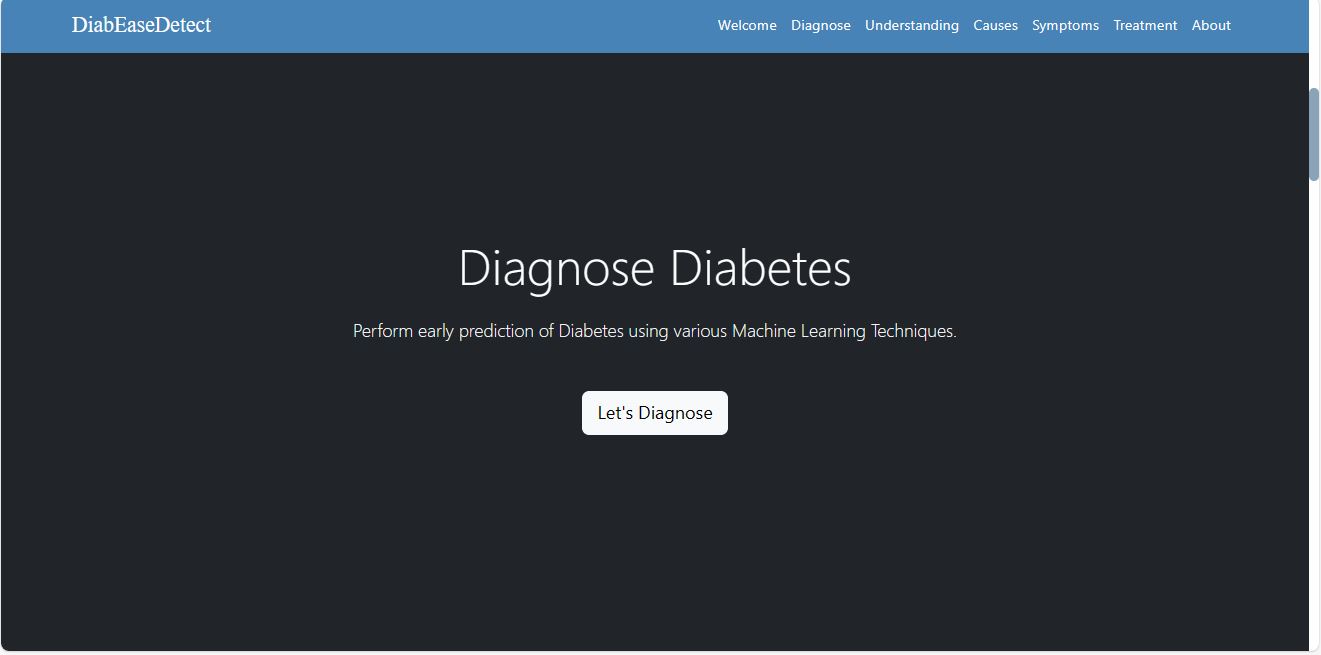 DiabEaseDetect Welcome Diagnose Understanding Causes Symptoms Treatment About
Diagnose Diabetes
Perform early prediction of Diabetes using various Machine Learning Techniques.
Let's Diagnose